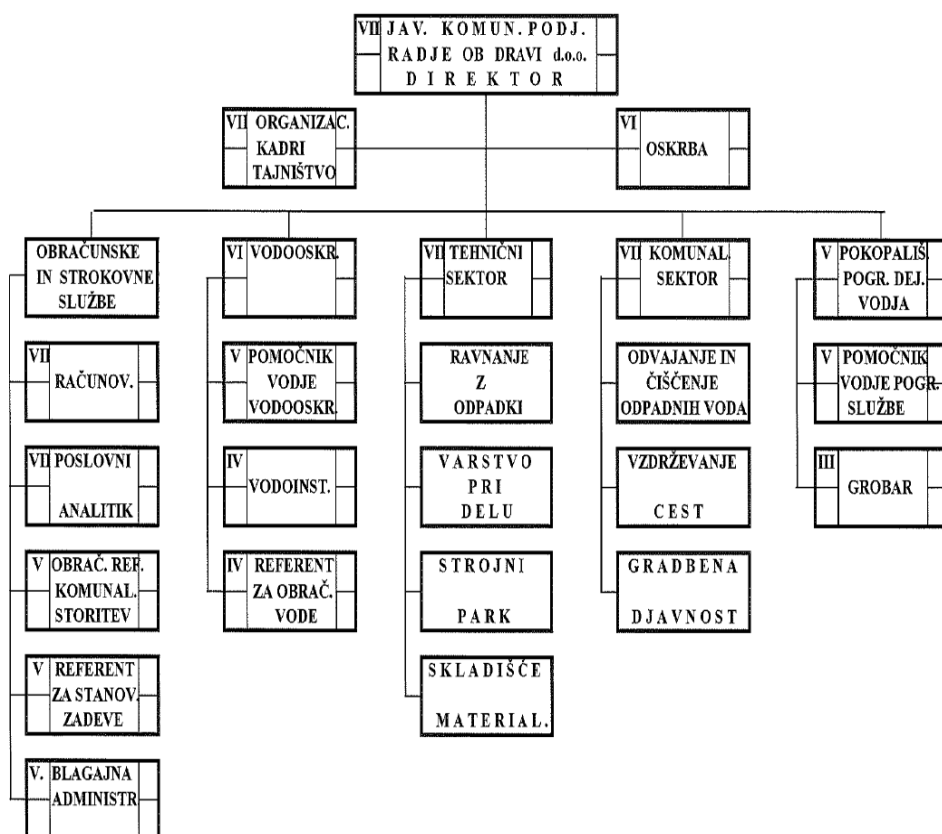 VII JAV. KOMUN. PODJ.
RADJE OB DRAVI d.o.o.
DIREKTOR
VII ORGANIZAC.
KADRI
TAJNIŠTVO
VI
OSKRBA
OBRAČUNSKE
IN STROKOVNE
SLUŽBE
VII
RAČUNOV.
VII POSLOVNI
ANALITIK
V OBRAČ. REF.
KOMUNAL.
STORITEV
V REFERENT
ZA STANOV.
ZADEVE
V. BLAGAJNA
ADMINISTR
VI VODOOSKR.
V POMOČNIK
VODJE
VODOOSKR.
IV
VODOINST.
IV REFERENT
ZA OBRAČ.
VODE
VII TEHNIČNI
SEKTOR
RAVNANJE
Z
ODPADKI
VARSTVO
PRI
DELU
STROJNI
PARK
SKLADIŠĆE
MATERIAL.
VII KOMUNAL.
SEKTOR
ODVAJANJE IN
ČIŠČENJE
ODPADNIH VODA
VZDRŽEVANJE
CEST
GRADBENA
DJAVNOST
V POKOPALIŠ.
POGR. DEJ.
VODJA
V POMOČNIK
VODJE POGR.
SLUŽBE
III
GROBAR